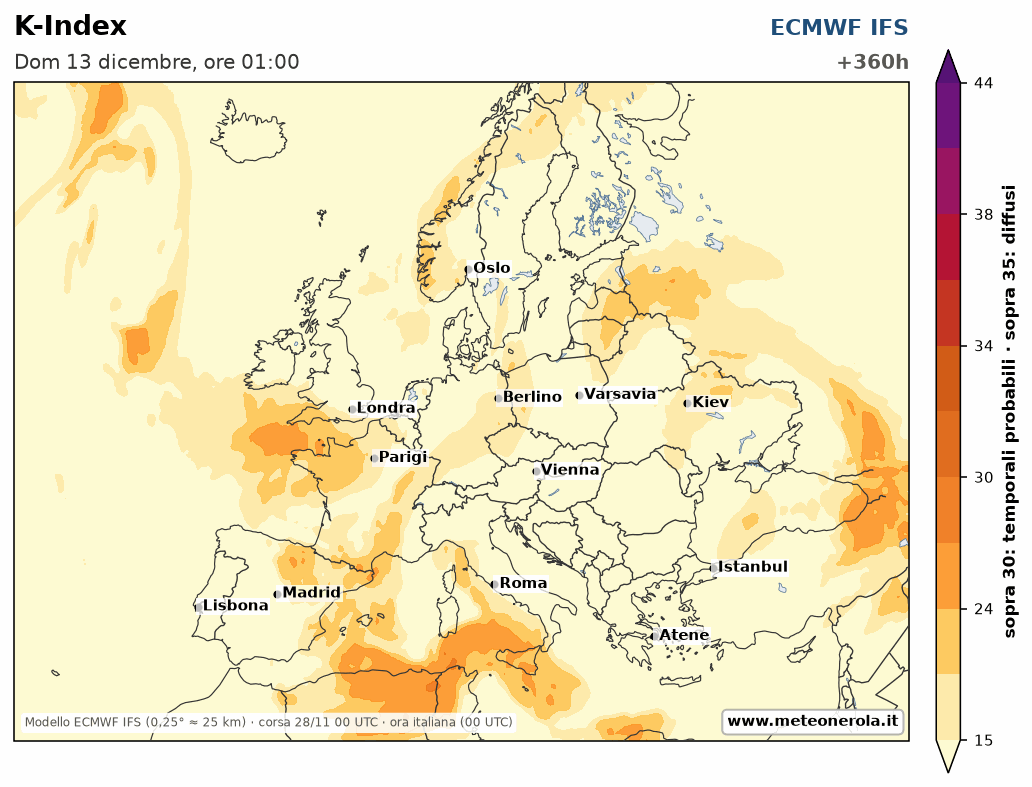 K-Index
ECMWF IFS
Dom 13 dicembre, ore 01:00
+360h
44
38
34
30
24
15
sopra 30: temporali probabili · sopra 35: diffusi
Oslo
Berlino
Varsavia
Kiev
Londra
Parigi
Vienna
Istanbul
Roma
Madrid
Lisbona
Atene
Modello ECMWF IFS (0,25° ≈ 25 km) · corsa 28/11 00 UTC · ora italiana (00 UTC)
www.meteonerola.it